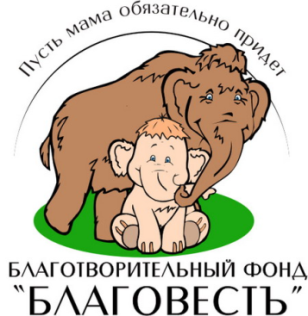 Пусть мама обязательно придет
БЛАГОТВОРИТЕЛЬНЫЙ ФОНД
"БЛАГОВЕСТЪ"